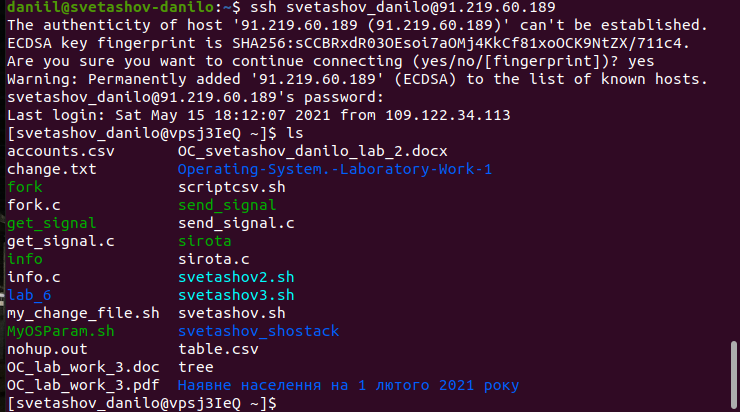 daniil@svetashov-danilo:~$ ssh svetashov_danilo@91.219.60.189
The authenticity of host '91.219.60.189 (91.219.60.189)' can't be established.
ECDSA key fingerprint is SHA256:sCCBRxdR03OEsoi7aOMj4KkCf81xoOCK9NtZX/711c4.
Are you sure you want to continue connecting (yes/no/[fingerprint])? yes
Warning: Permanently added '91.219.60.189' (ECDSA) to the list of known hosts.
svetashov_danilo@91.219.60.189's password:
Last login: Sat May 15 18:12:07 2021 from 109.122.34.113
[svetashov_danilo@vpsj3IeQ ~]$ ls
accounts.csv OC_svetashov_danilo_lab_2.docx
change.txt Operating-System.-Laboratory-Work-1
fork scriptcsv.sh
fork.c send_signal
get_signal send_signal.c
get_signal.c sirota
info sirota.c
info.c svetashov2.sh
lab_6 svetashov3.sh
my_change_file.sh svetashov.sh
MyOSParam.sh svetashov_shostack
nohup.out table.csv
OC_lab_work_3.doc tree
OC_lab_work_3.pdf Наявне населення на 1 лютого 2021 року
[svetashov_danilo@vpsj3IeQ ~]$